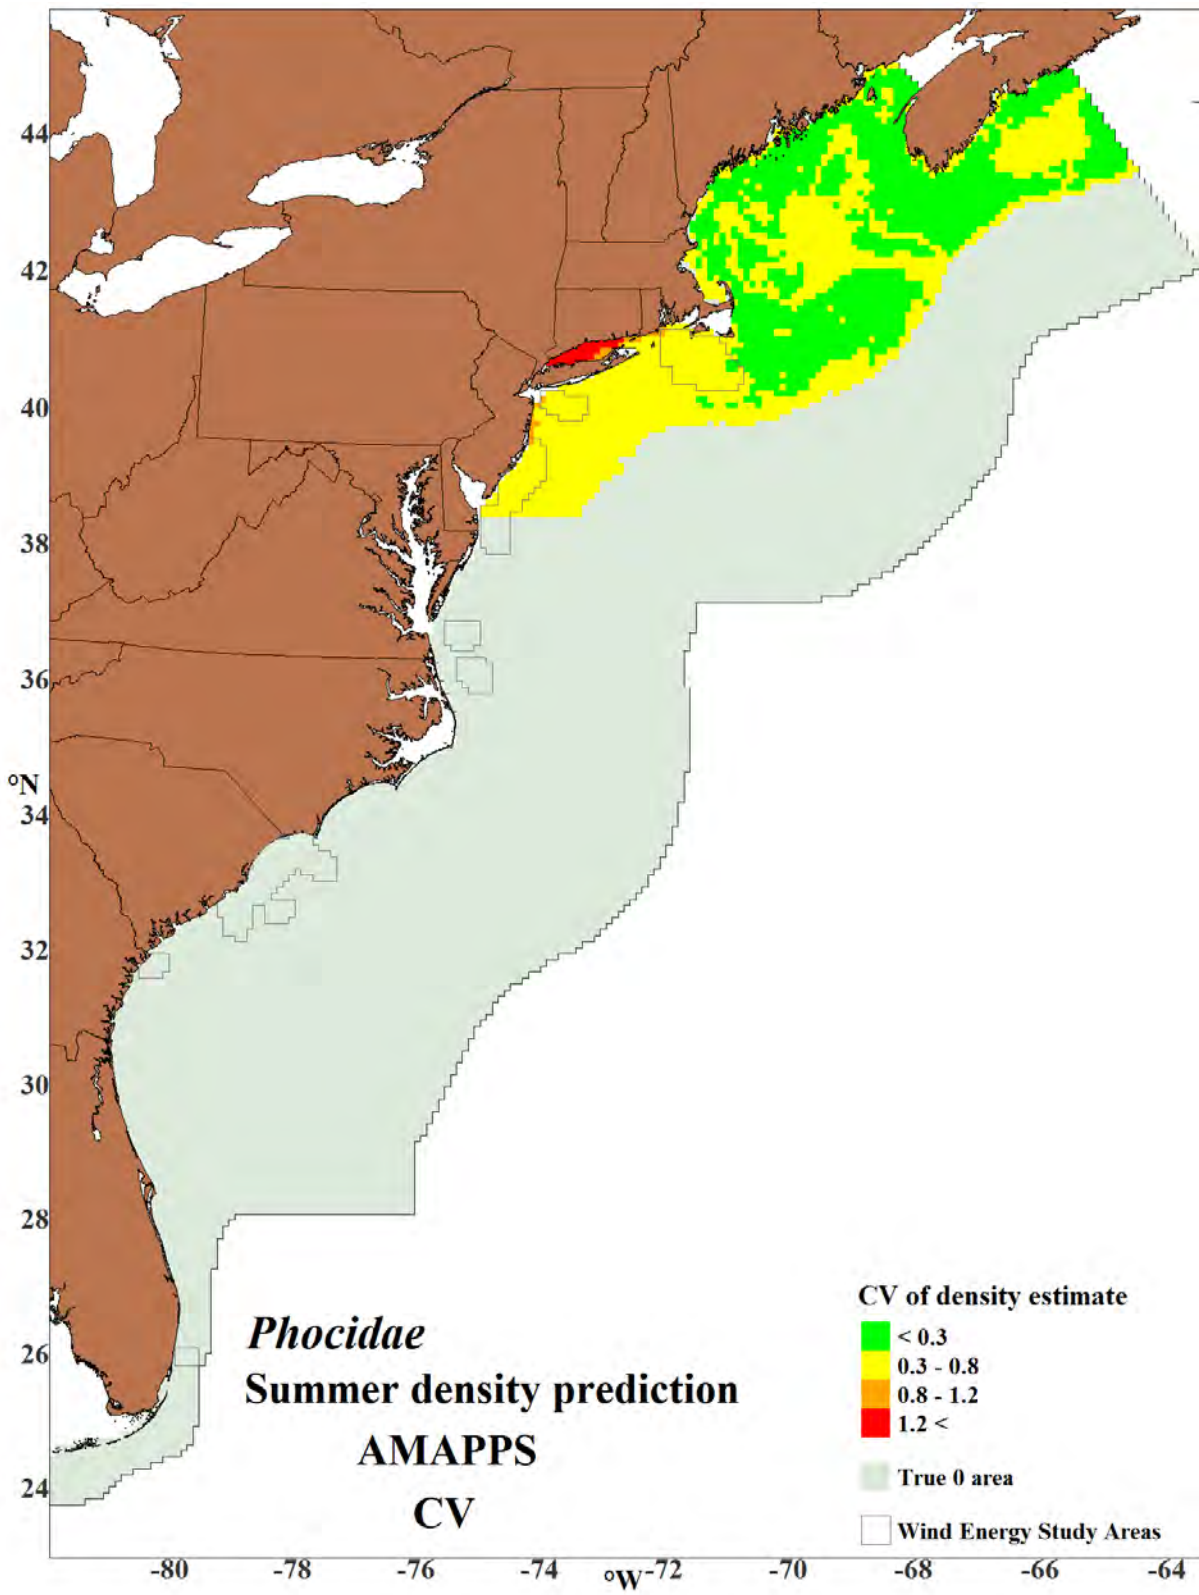 44
42
40
38
36
°N
34
32
30
28
26
24
Phocidae
Summer density prediction
AMAPPS
CV
CV of density estimate
< 0.3
0.3 - 0.8
0.8 - 1.2
1.2 <
True 0 area
Wind Energy Study Areas
-80 -78 -76 -74 -72 -70 -68 -66 -64
°W